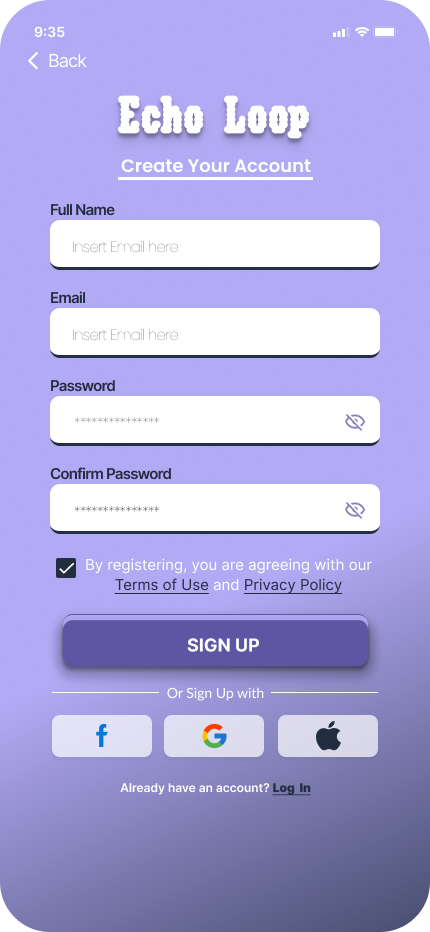 9:35
Back
Echo Loop
Create Your Account
Full Name
Insert Email here
Email
Insert Email here
Password
***************
Confirm Password
***************
By registering, you are agreeing with our
Terms of Use and Privacy Policy
SIGN UP
Or Sign Up with
Already have an account? Log In